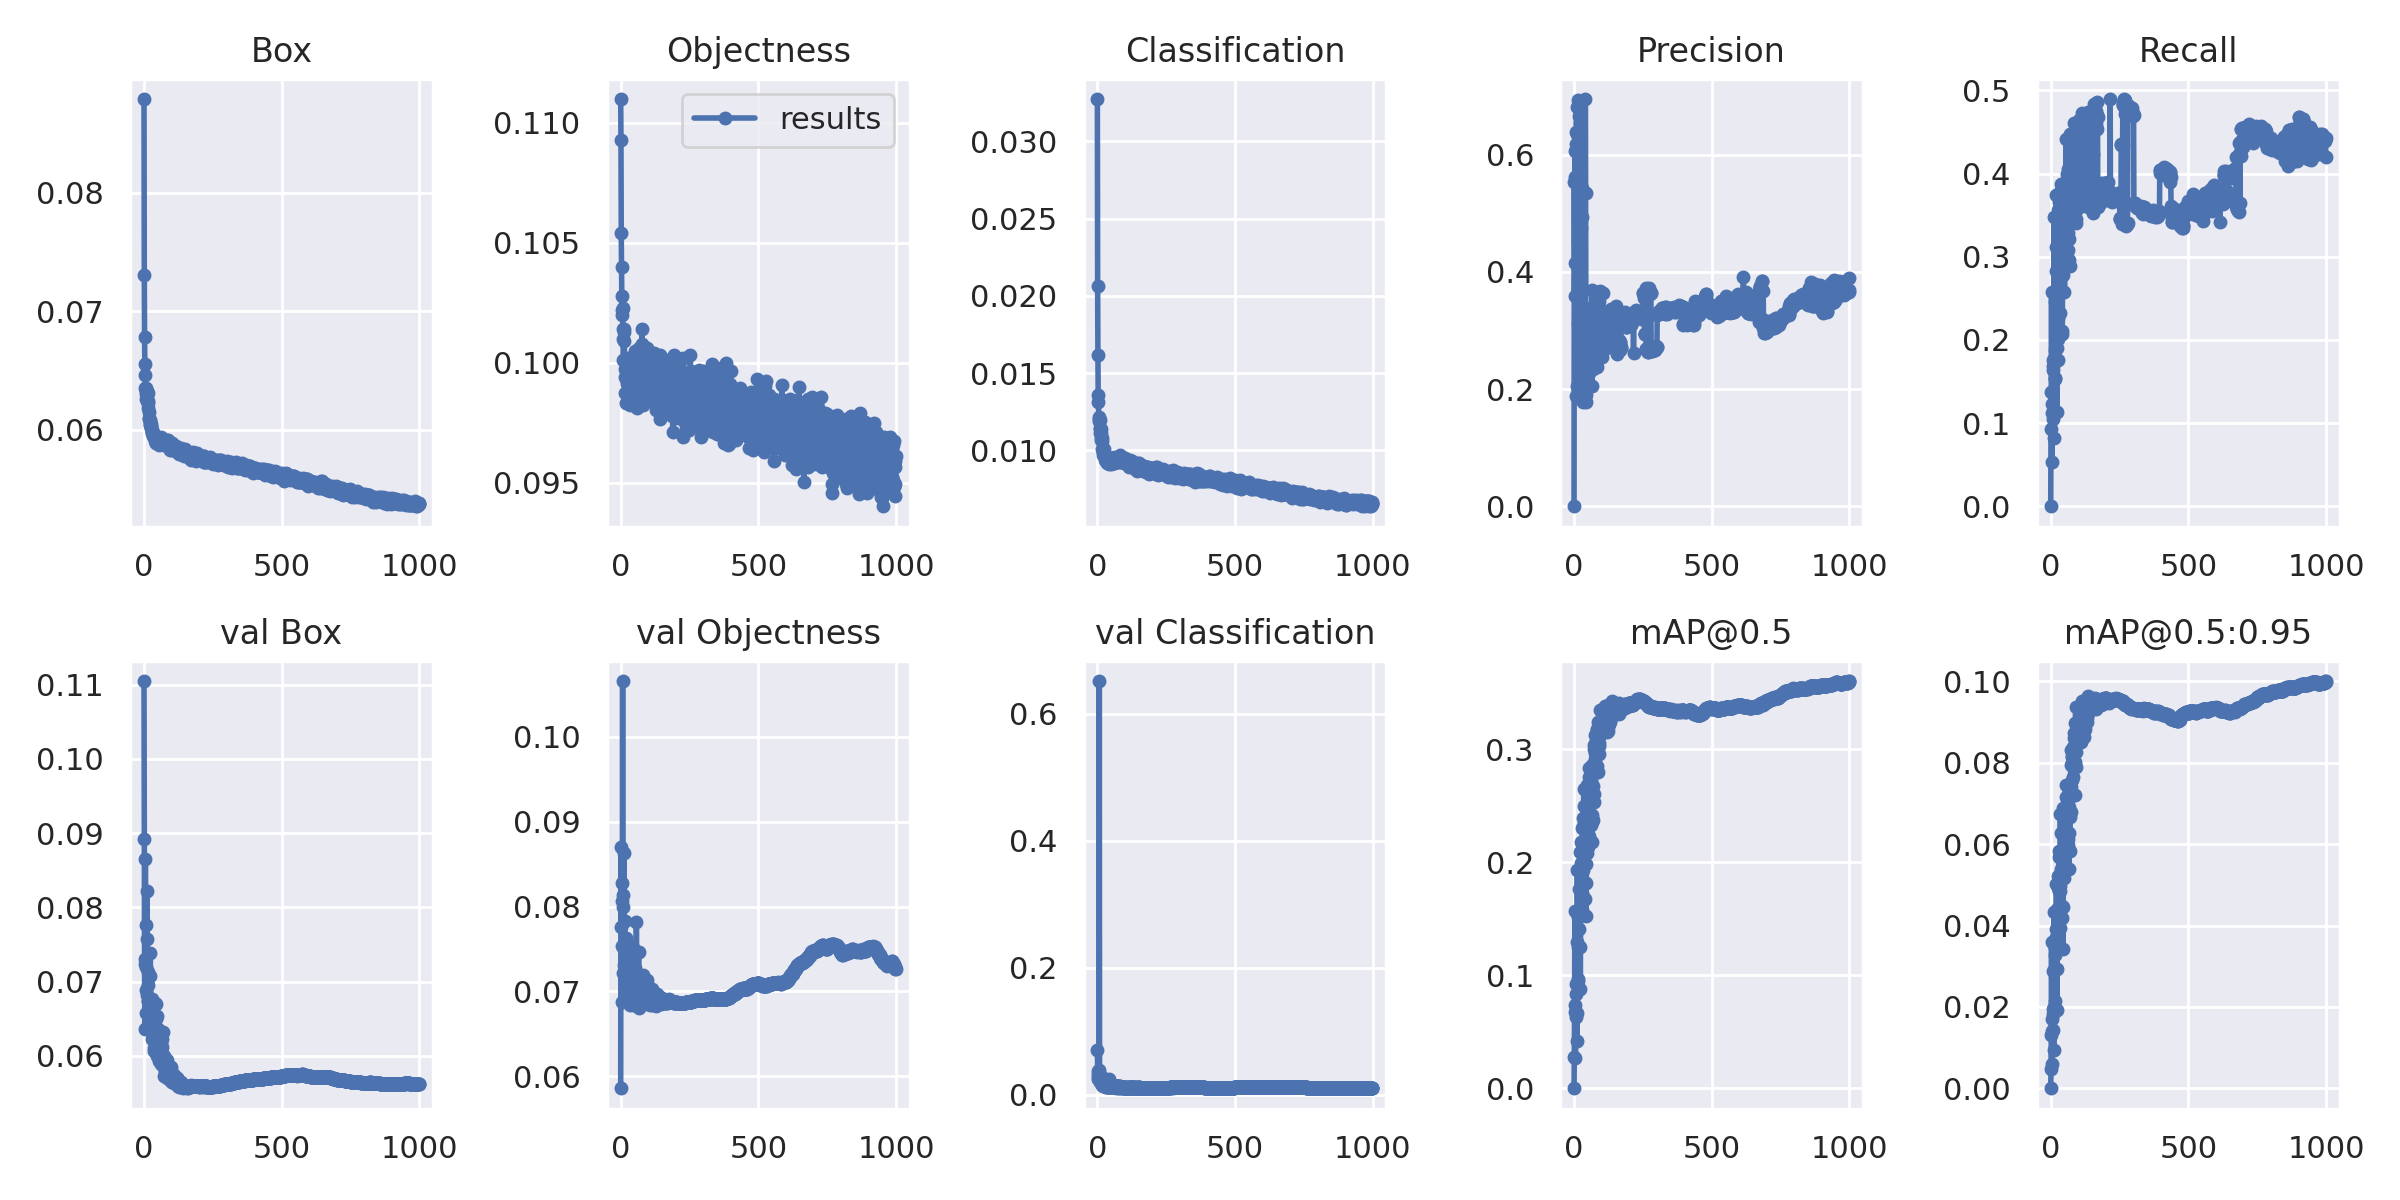 Box
Objectness
Classification
Precision
Recall
results
0.08
0.07
0.06
0 500 1000
0.110
0.105
0.100
0.095
0 500 1000
0.030
0.025
0.020
0.015
0.010
0 500 1000
0.6
0.4
0.2
0.0
0 500 1000
0.5
0.4
0.3
0.2
0.1
0.0
0 500 1000
val Box
val Objectness
val Classification
mAP@0.5
mAP@0.5:0.95
0.11
0.10
0.09
0.08
0.07
0.06
0 500 1000
0.10
0.09
0.08
0.07
0.06
0 500 1000
0.6
0.4
0.2
0.0
0 500 1000
0.3
0.2
0.1
0.0
0 500 1000
0.10
0.08
0.06
0.04
0.02
0.00
0 500 1000